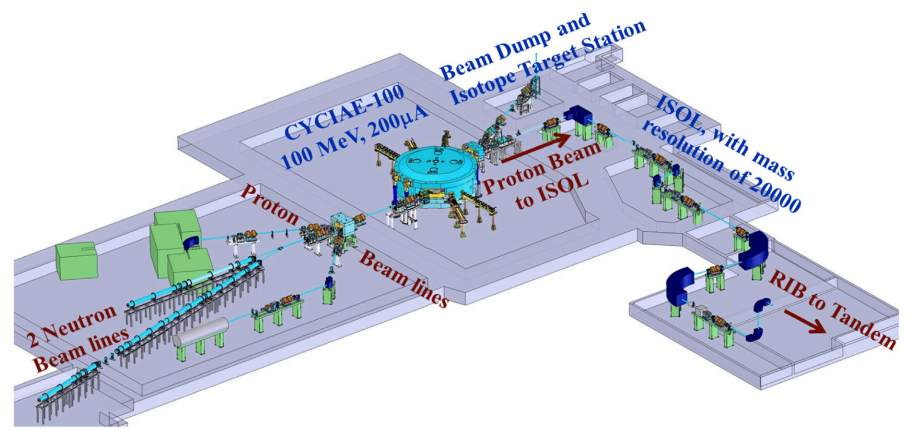 Beam Dump and
Isotope Target Station
CYCIAE-100
100 MeV, 200μA
ISOL, with mass
resolution of 20000
Proton Beam
to ISOL
Proton
Beam lines
2 Neutron
Beam lines
RIB to Tandem